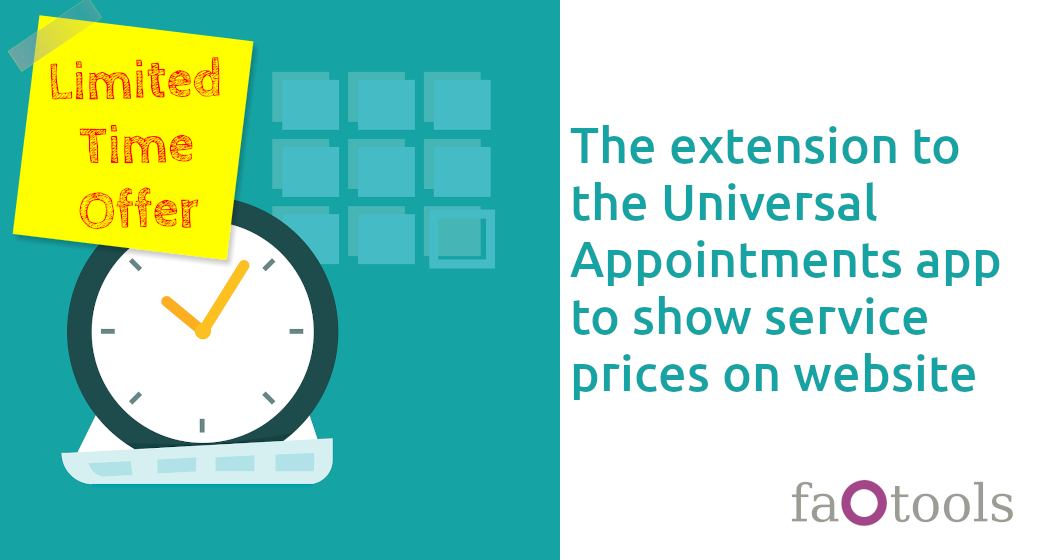 Limited
Time
Offer
The extension to
the Universal
Appointments app
to show service
prices on website
faOtools